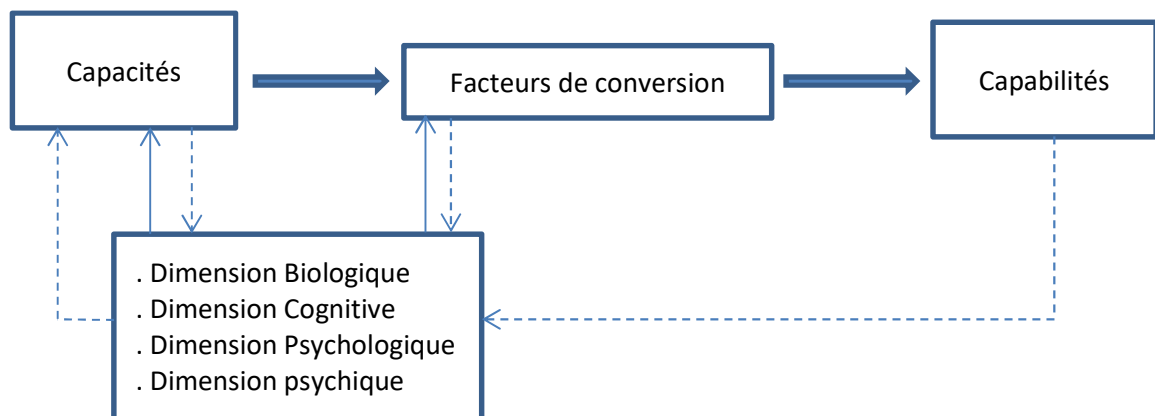 Capacités
Facteurs de conversion
Capabilités
. Dimension Biologique
. Dimension Cognitive
. Dimension Psychologique
. Dimension psychique